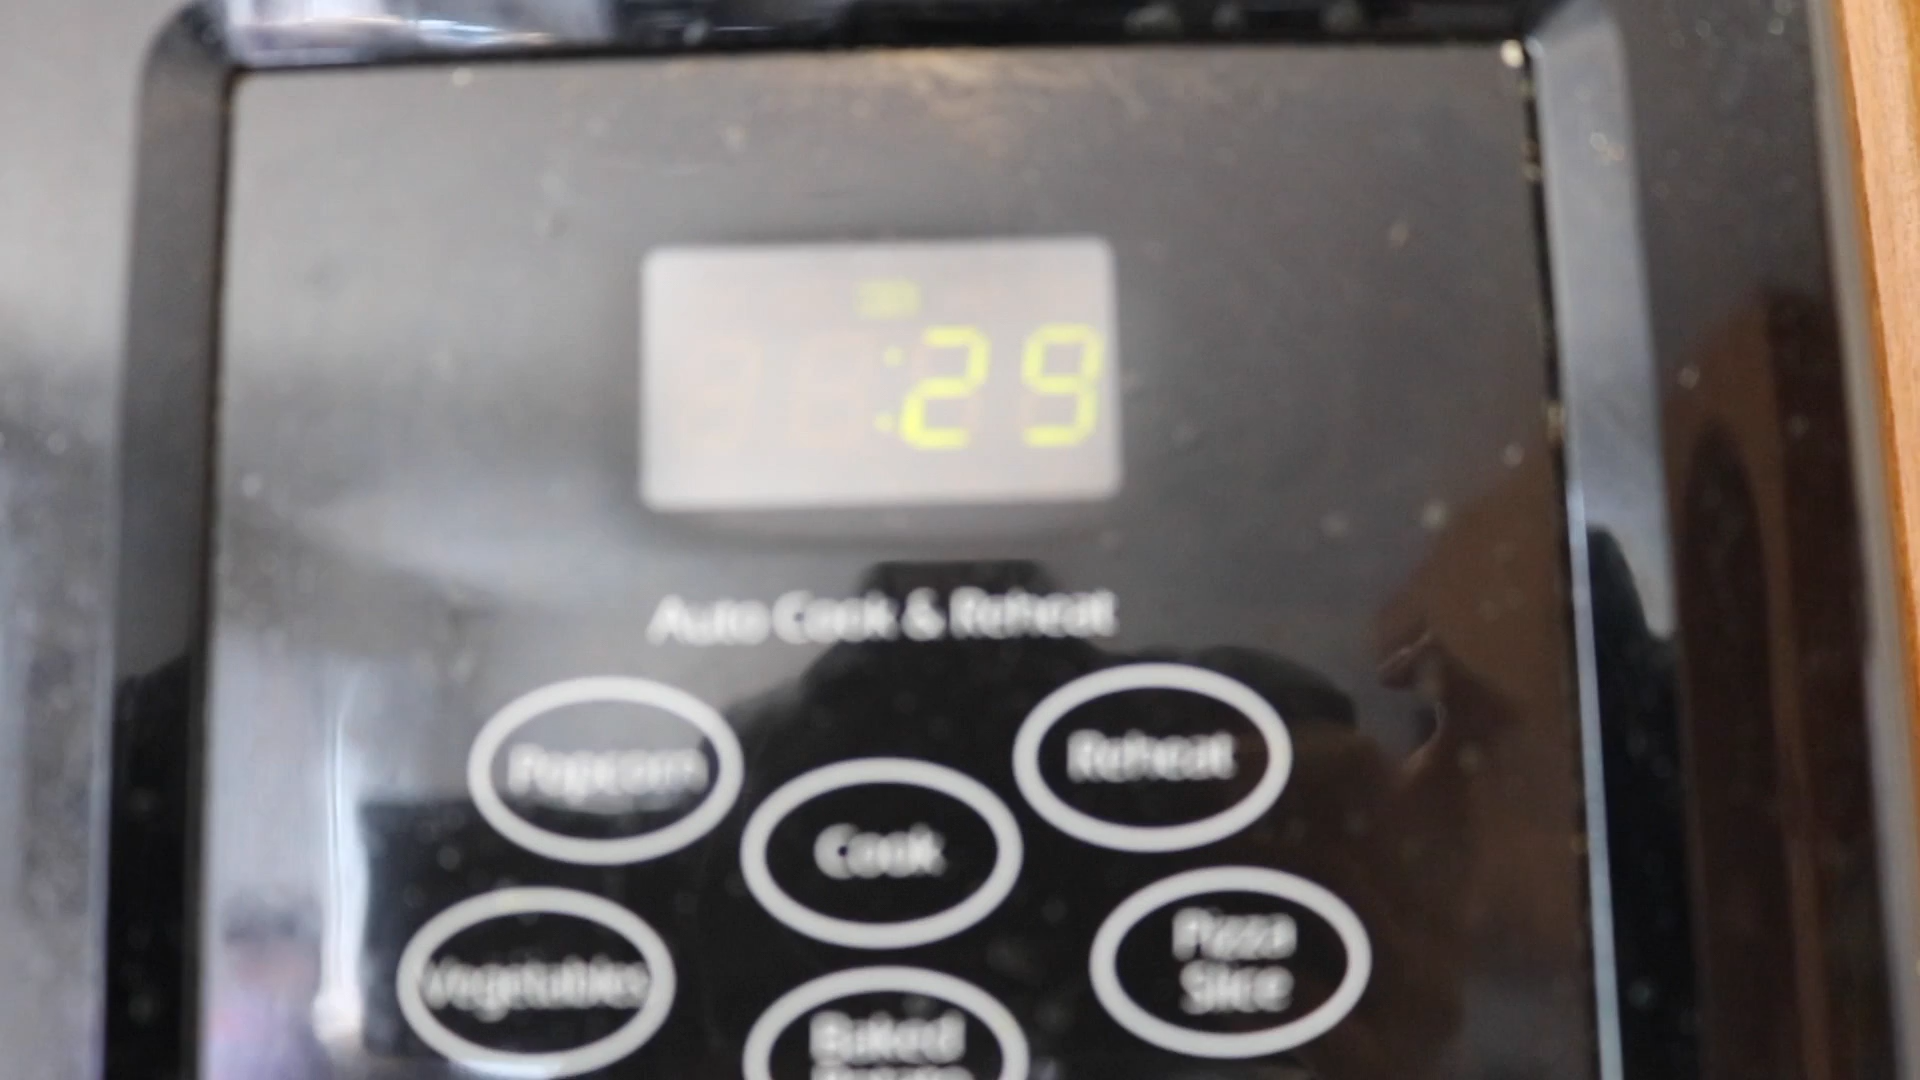 :29
Auto Cook & Reheat
Popcorn
Reheat
Cook
Vegetables
Pizza
Slice
Baked